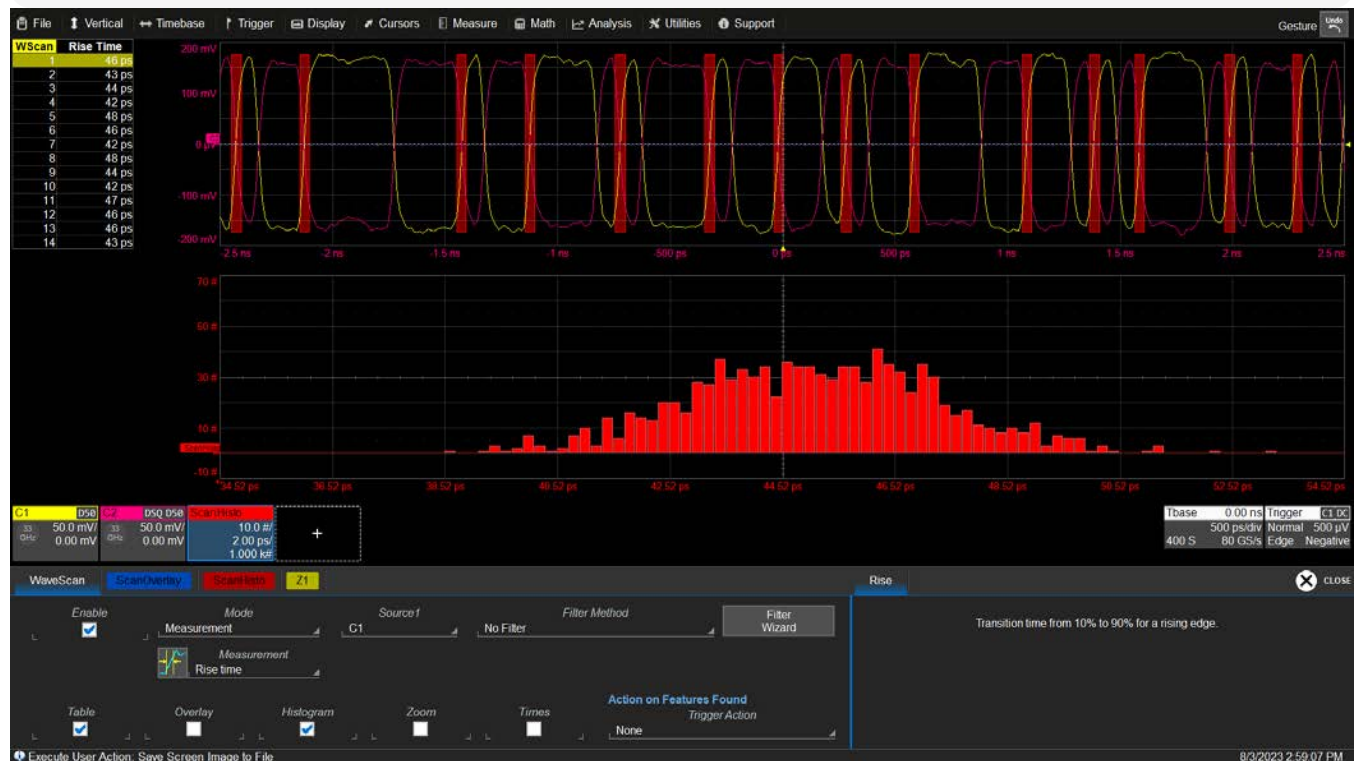 File Vertical Timebase Trigger Display Cursors Measure Math Analysis Utilities Support Gesture Undo
WScan Rise Time
1 46 ps
2 43 ps
3 44 ps
4 42 ps
5 48 ps
6 46 ps
7 42 ps
8 48 ps
9 44 ps
10 42 ps
11 47 ps
12 46 ps
13 46 ps
14 43 ps
200 mV
100 mV
-100 mV
-200 mV
-2.5 ns -2 ns -1.5 ns -1 ns -500 ps 0 ps 500 ps 1 ns 1.5 ns 2 ns 2.5 ns
70 #
60 #
30 #
10 #
-10 #
34.52 ps 36.52 ps 38.52 ps 40.52 ps 42.52 ps 44.52 ps 46.52 ps 48.52 ps 50.52 ps 52.52 ps 54.52 ps
C1 D50 C2 DSQ D50 ScanHisto
33 GHz 50.0 mV/ 33 GHz 50.0 mV/ 10.0 #/
0.00 mV 0.00 mV 2.00 ps/
1.000 k#
+
Tbase 0.00 ns Trigger C1 DC
500 ps/div Normal 500 µV
400 S 80 GS/s Edge Negative
WaveScan ScanOverlay ScanHisto Z1 Rise CLOSE
Enable Mode Source1 Filter Method
Measurement C1 No Filter Filter Wizard
Transition time from 10% to 90% for a rising edge.
Measurement
Rise time
Action on Features Found
Table Overlay Histogram Zoom Times Trigger Action
None
Execute User Action: Save Screen Image to File 8/3/2023 2:59:07 PM